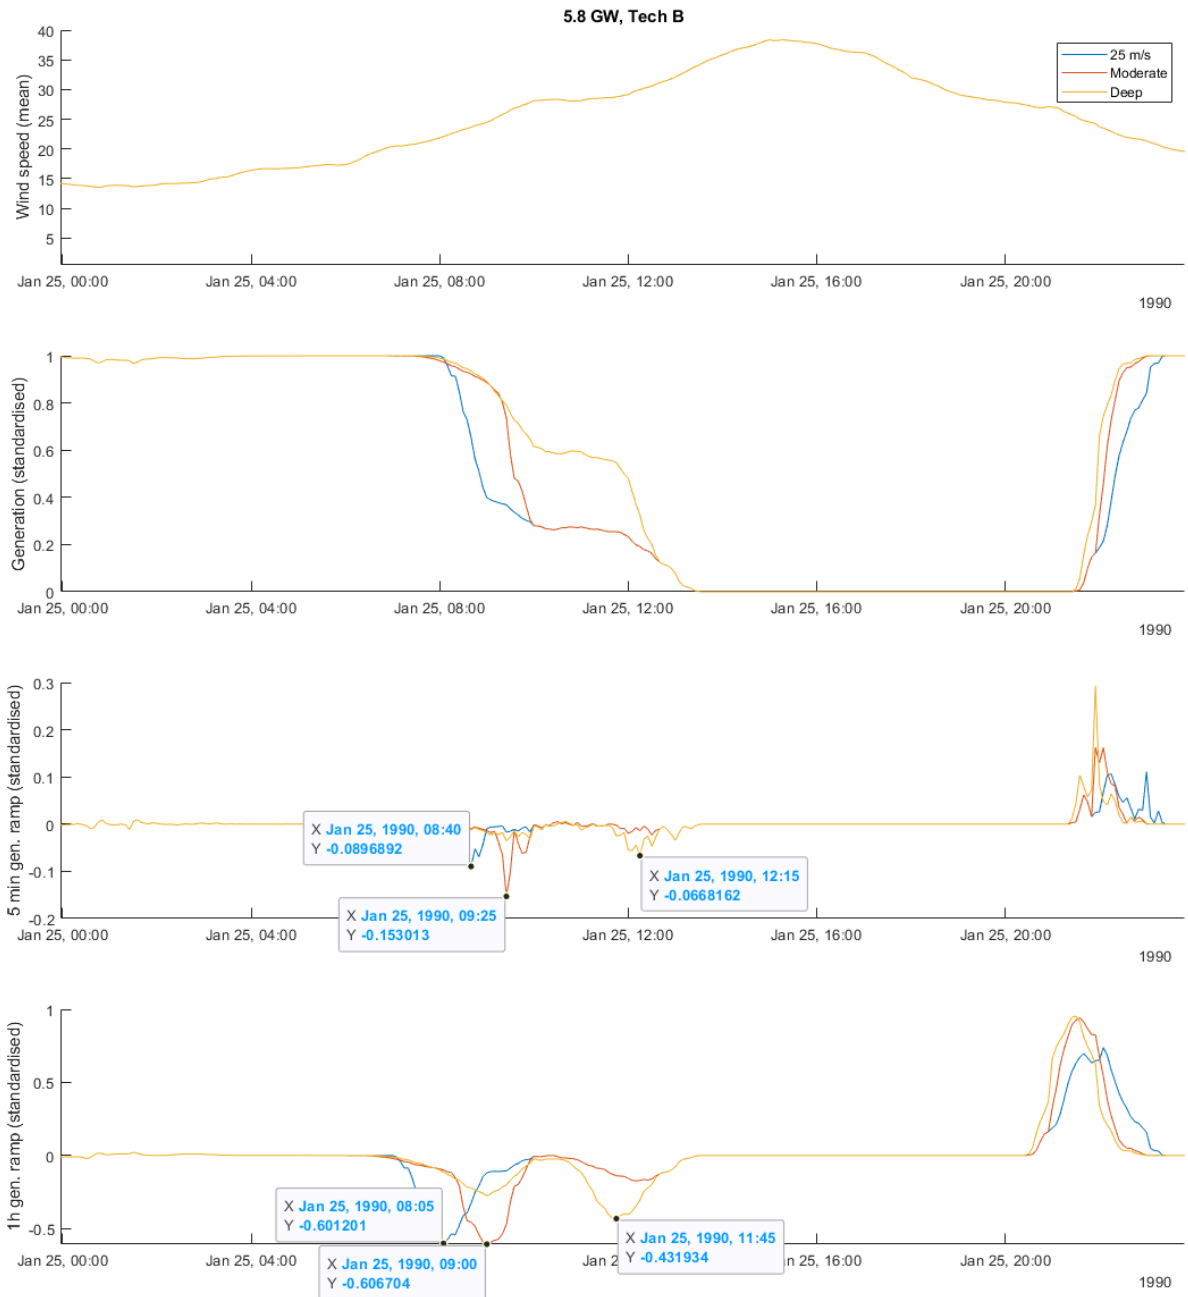 5.8 GW, Tech B
Wind speed (mean)
40
35
30
25
20
15
10
5
25 m/s
Moderate
Deep
Jan 25, 00:00 Jan 25, 04:00 Jan 25, 08:00 Jan 25, 12:00 Jan 25, 16:00 Jan 25, 20:00
1990
Generation (standardised)
1
0.8
0.6
0.4
0.2
0
Jan 25, 00:00 Jan 25, 04:00 Jan 25, 08:00 Jan 25, 12:00 Jan 25, 16:00 Jan 25, 20:00
1990
5 min gen. ramp (standardised)
0.3
0.2
0.1
0
-0.1
-0.2
X Jan 25, 1990, 08:40
Y -0.0896892
X Jan 25, 1990, 12:15
Y -0.0668162
X Jan 25, 1990, 09:25
Y -0.153013
Jan 25, 00:00 Jan 25, 04:00 Jan 25, 12:00 Jan 25, 16:00 Jan 25, 20:00
1990
1h gen. ramp (standardised)
1
0.5
0
-0.5
X Jan 25, 1990, 08:05
Y -0.601201
X Jan 25, 1990, 11:45
Y -0.431934
X Jan 25, 1990, 09:00
Y -0.606704
Jan 25, 00:00 Jan 25, 04:00 n 25, 16:00 Jan 25, 20:00
1990